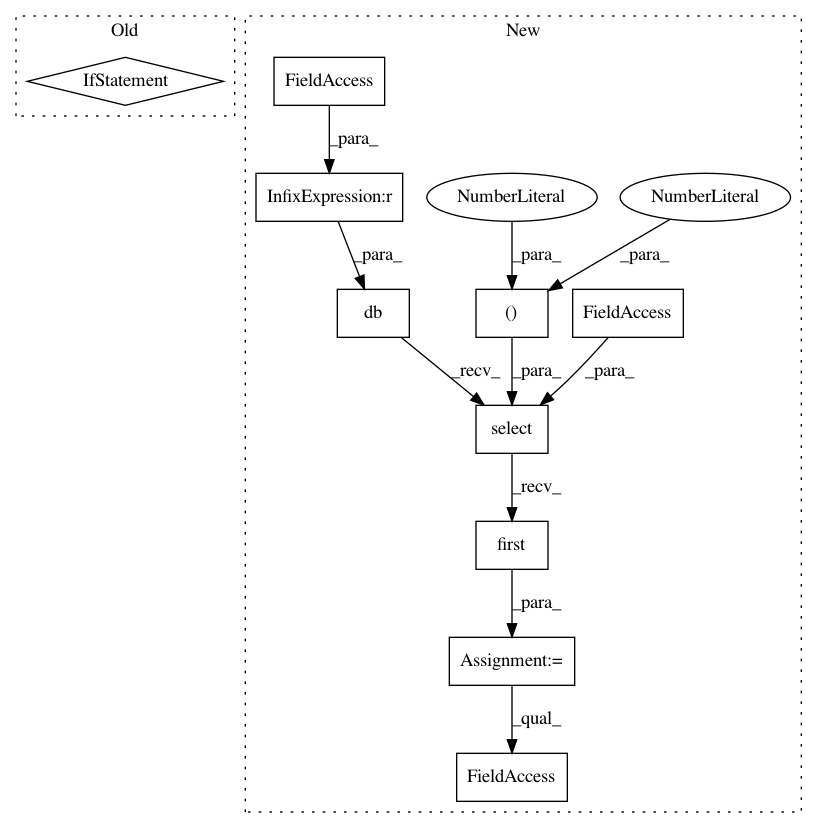 Old
New
IfStatement
FieldAccess
_para_
InfixExpression:r
NumberLiteral
NumberLiteral
_para_
_para_
_para_
db
()
FieldAccess
_recv_
_para_
_para_
select
_recv_
first
_para_
Assignment:=
_qual_
FieldAccess